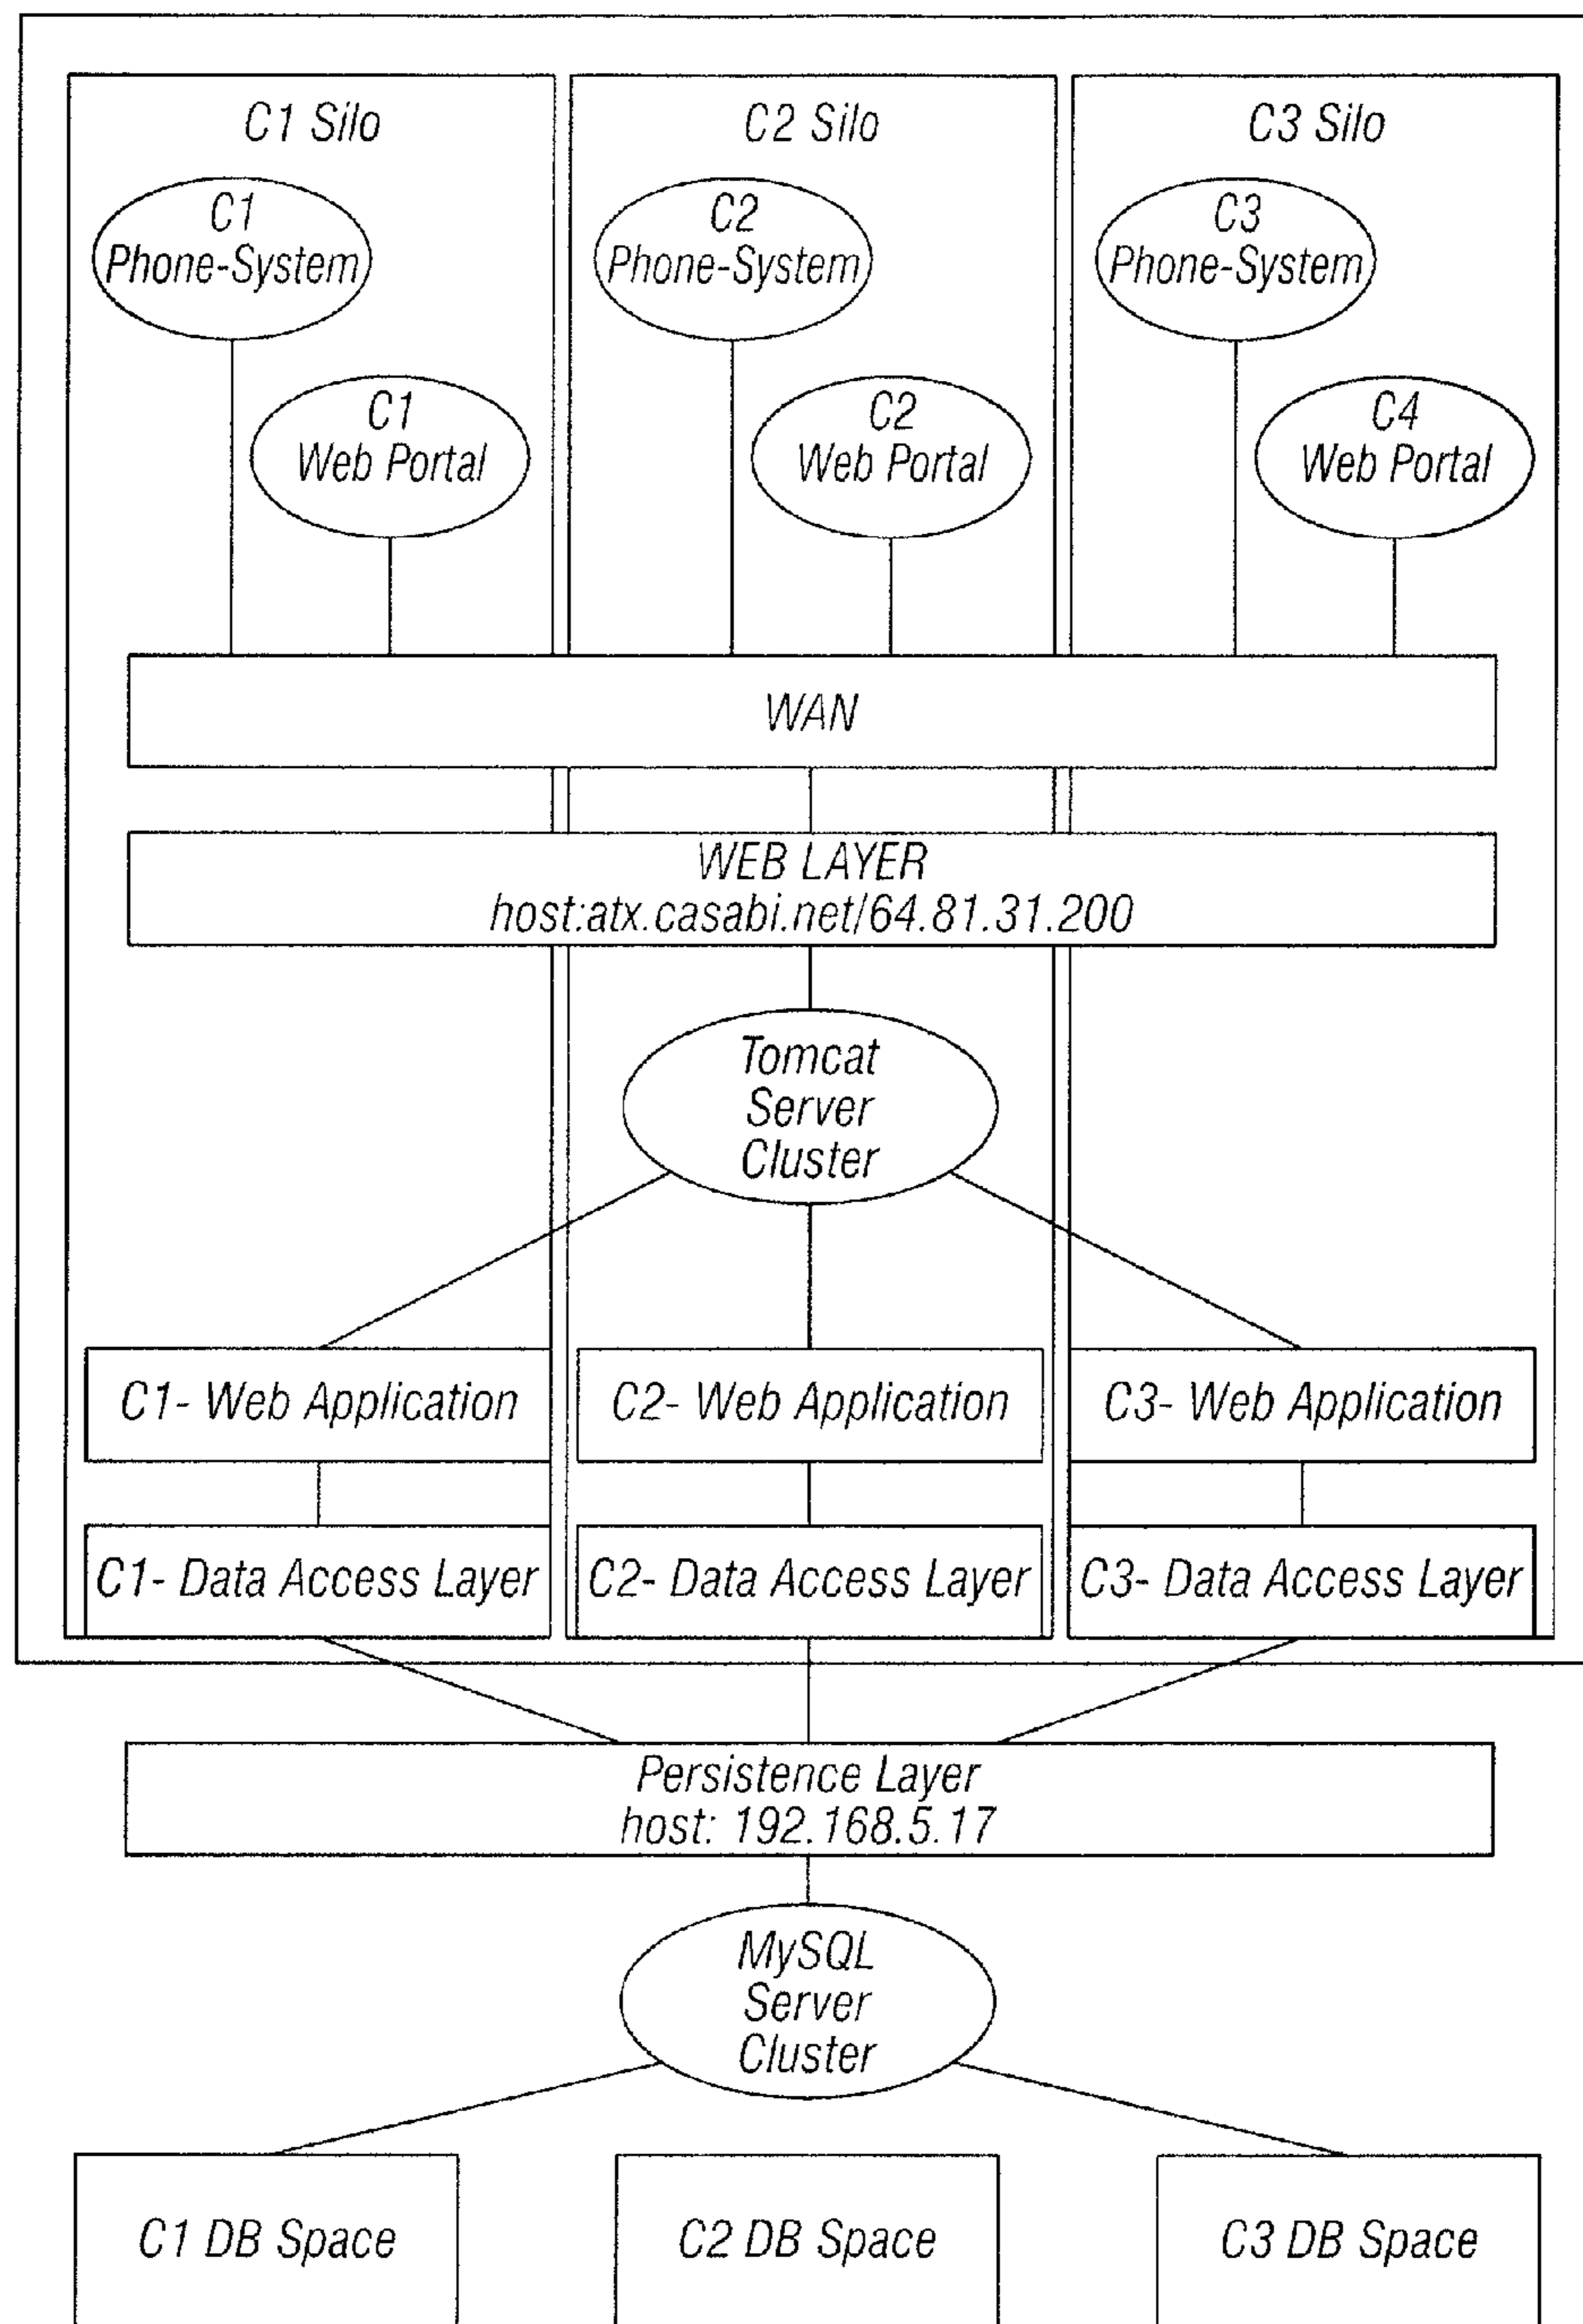 C1 Silo
C2 Silo
C3 Silo
C1
Phone-System
C2
Phone-System
C3
Phone-System
C1
Web Portal
C2
Web Portal
C4
Web Portal
WAN
WEB LAYER
host:atx.casabi.net/64.81.31.200
Tomcat
Server
Cluster
C1- Web Application
C2- Web Application
C3- Web Application
C1- Data Access Layer
C2- Data Access Layer
C3- Data Access Layer
Persistence Layer
host: 192.168.5.17
MySQL
Server
Cluster
C1 DB Space
C2 DB Space
C3 DB Space